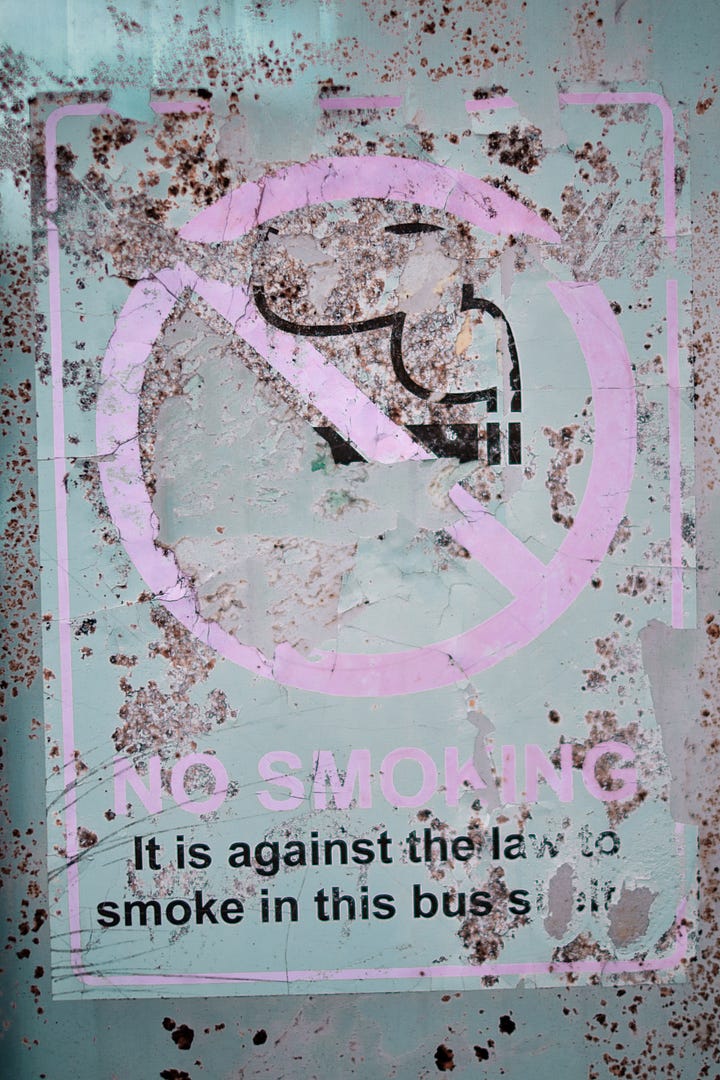 NO SMOKING
It is against the law to
smoke in this bus